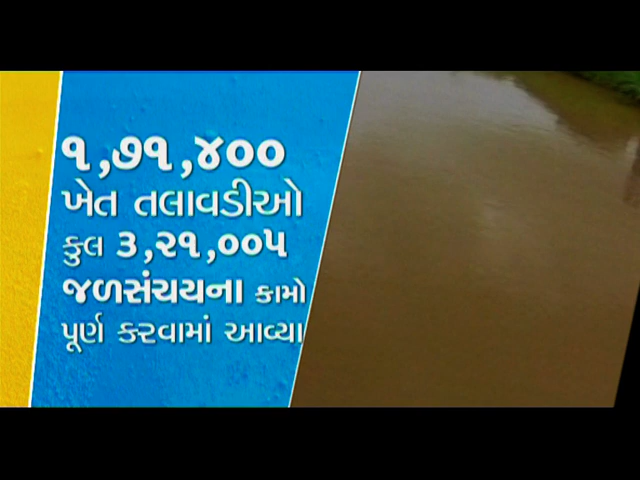 ૧,૭૧,૪૦૦
ખેત તલાવડીઓ
કુલ ૩,૨૧,૦૦૫
જળસંચયના કામો
પૂર્ણ કરવામાં આવ્યા